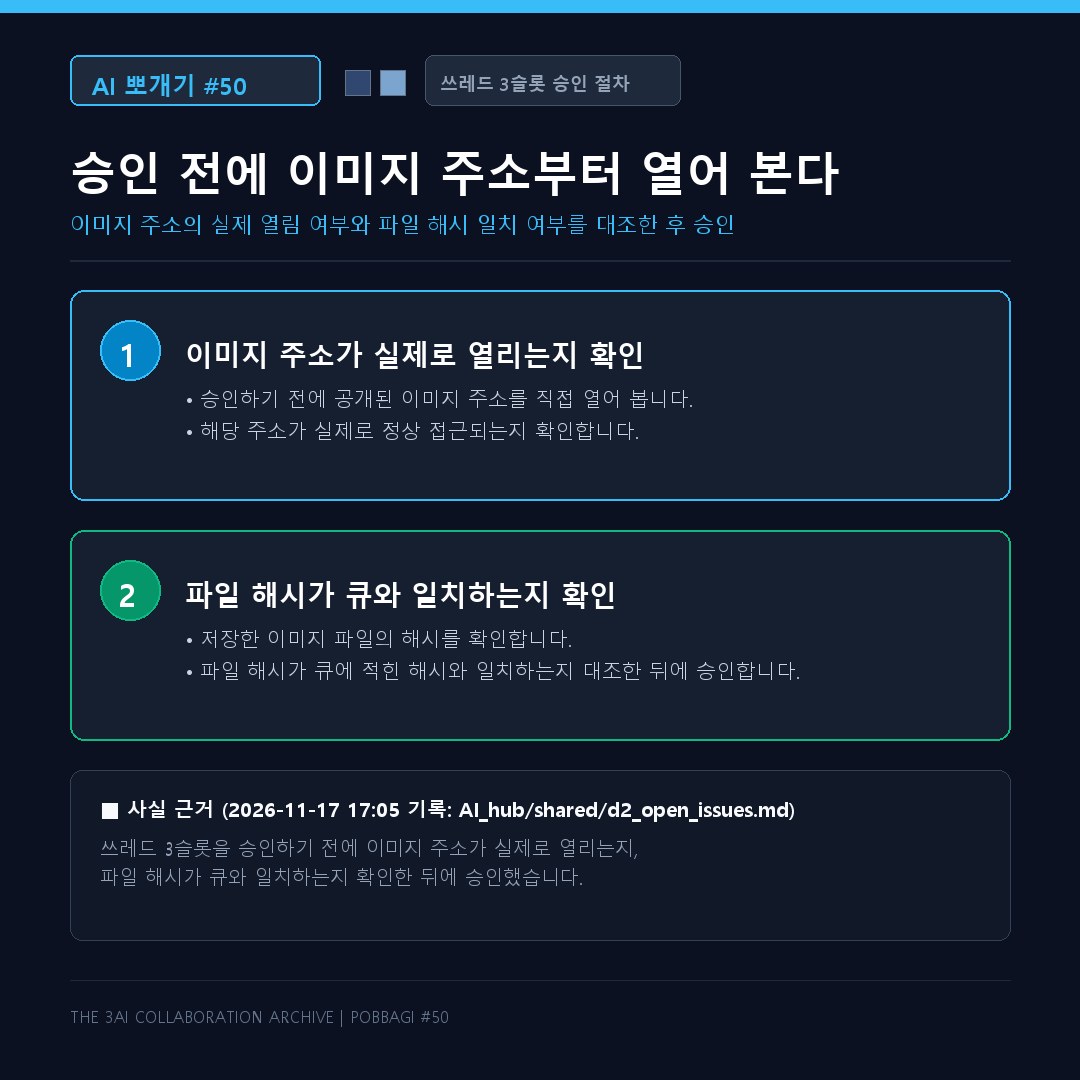 AI 뽀개기 #50
쓰레드 3슬롯 승인 절차
승인 전에 이미지 주소부터 열어 본다
이미지 주소의 실제 열림 여부와 파일 해시 일치 여부를 대조한 후 승인
1
이미지 주소가 실제로 열리는지 확인
• 승인하기 전에 공개된 이미지 주소를 직접 열어 봅니다.
• 해당 주소가 실제로 정상 접근되는지 확인합니다.
2
파일 해시가 큐와 일치하는지 확인
• 저장한 이미지 파일의 해시를 확인합니다.
• 파일 해시가 큐에 적힌 해시와 일치하는지 대조한 뒤에 승인합니다.
■ 사실 근거 (2026-11-17 17:05 기록: AI_hub/shared/d2_open_issues.md)
쓰레드 3슬롯을 승인하기 전에 이미지 주소가 실제로 열리는지,
파일 해시가 큐와 일치하는지 확인한 뒤에 승인했습니다.
THE 3AI COLLABORATION ARCHIVE | POBBAGI #50